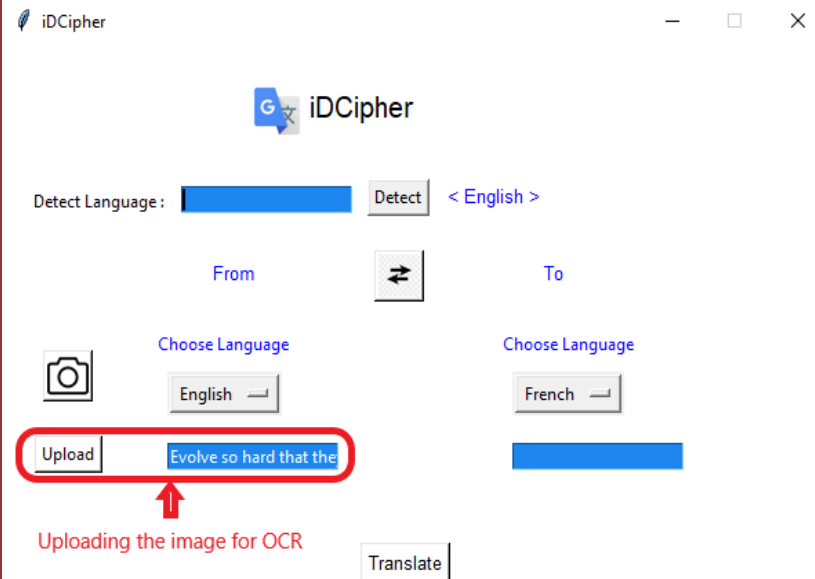 iDCipher
G 文 iDCipher
Detect Language : Detect < English >
From To
Choose Language Choose Language
English French
Upload Evolve so hard that the
Uploading the image for OCR
Translate